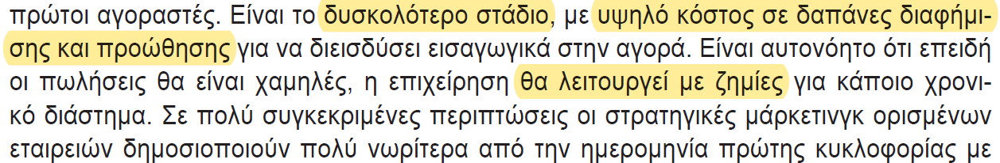 πρώτοι αγοραστές. Είναι το δυσκολότερο στάδιο, με υψηλό κόστος σε δαπάνες διαφήμι-
σης και προώθησης για να διεισδύσει εισαγωγικά στην αγορά. Είναι αυτονόητο ότι επειδή
οι πωλήσεις θα είναι χαμηλές, η επιχείρηση θα λειτουργεί με ζημίες για κάποιο χρονι-
κό διάστημα. Σε πολύ συγκεκριμένες περιπτώσεις οι στρατηγικές μάρκετινγκ ορισμένων
εταιρειών δημοσιοποιούν πολύ νωρίτερα από την ημερομηνία πρώτης κυκλοφορίας με